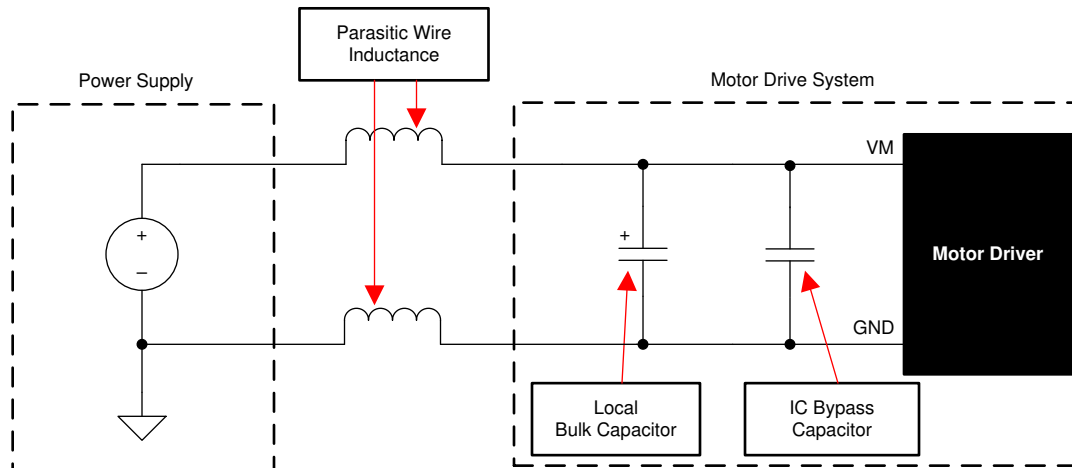 Parasitic Wire
Inductance
Power Supply
Motor Drive System
VM
+
+
–
Motor Driver
GND
Local
Bulk Capacitor
IC Bypass
Capacitor